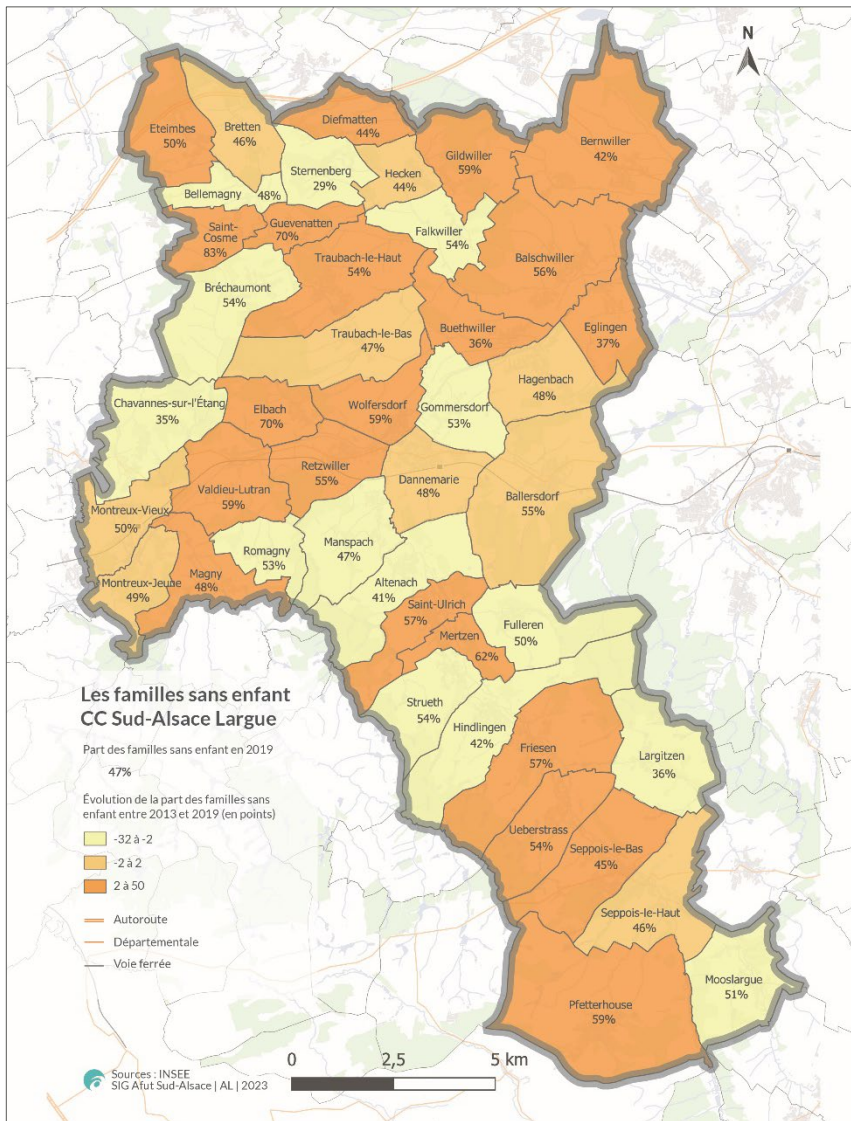 N
Eteimbes
50%
Bretten
46%
Diefmatten
44%
Sternenberg
29%
Hecken
44%
Gildwiller
59%
Bernwiller
42%
Bellemagny 48%
Saint-
Cosme
83%
Guevenatten
70%
Falkwiller
54%
Traubach-le-Haut
54%
Balschwiller
56%
Bréchaumont
54%
Traubach-le-Bas
47%
Buethwiller
36%
Eglingen
37%
Hagenbach
48%
Chavannes-sur-l'Étang
35%
Elbach
70%
Wolfersdorf
59%
Gommersdorf
53%
Retzwiller
55%
Dannemarie
48%
Valdieu-Lutran
59%
Ballersdorf
55%
Montreux-Vieux
50%
Romagny
53%
Manspach
47%
Montreux-Jeune
49%
Magny
48%
Altenach
41%
Saint-Ulrich
57%
Mertzen
62%
Fulleren
50%
Strueth
54%
Hindlingen
42%
Friesen
57%
Largitzen
36%
Ueberstrass
54%
Seppois-le-Bas
45%
Seppois-le-Haut
46%
Mooslargue
51%
Pfetterhouse
59%
Les familles sans enfant
CC Sud-Alsace Largue
Part des familles sans enfant en 2019
47%
Évolution de la part des familles sans
enfant entre 2013 et 2019 (en points)
-32 à -2
-2 à 2
2 à 50
Autoroute
Départementale
Voie ferrée
Sources : INSEE
SIG Afut Sud-Alsace | AL | 2023
0 2,5 5 km